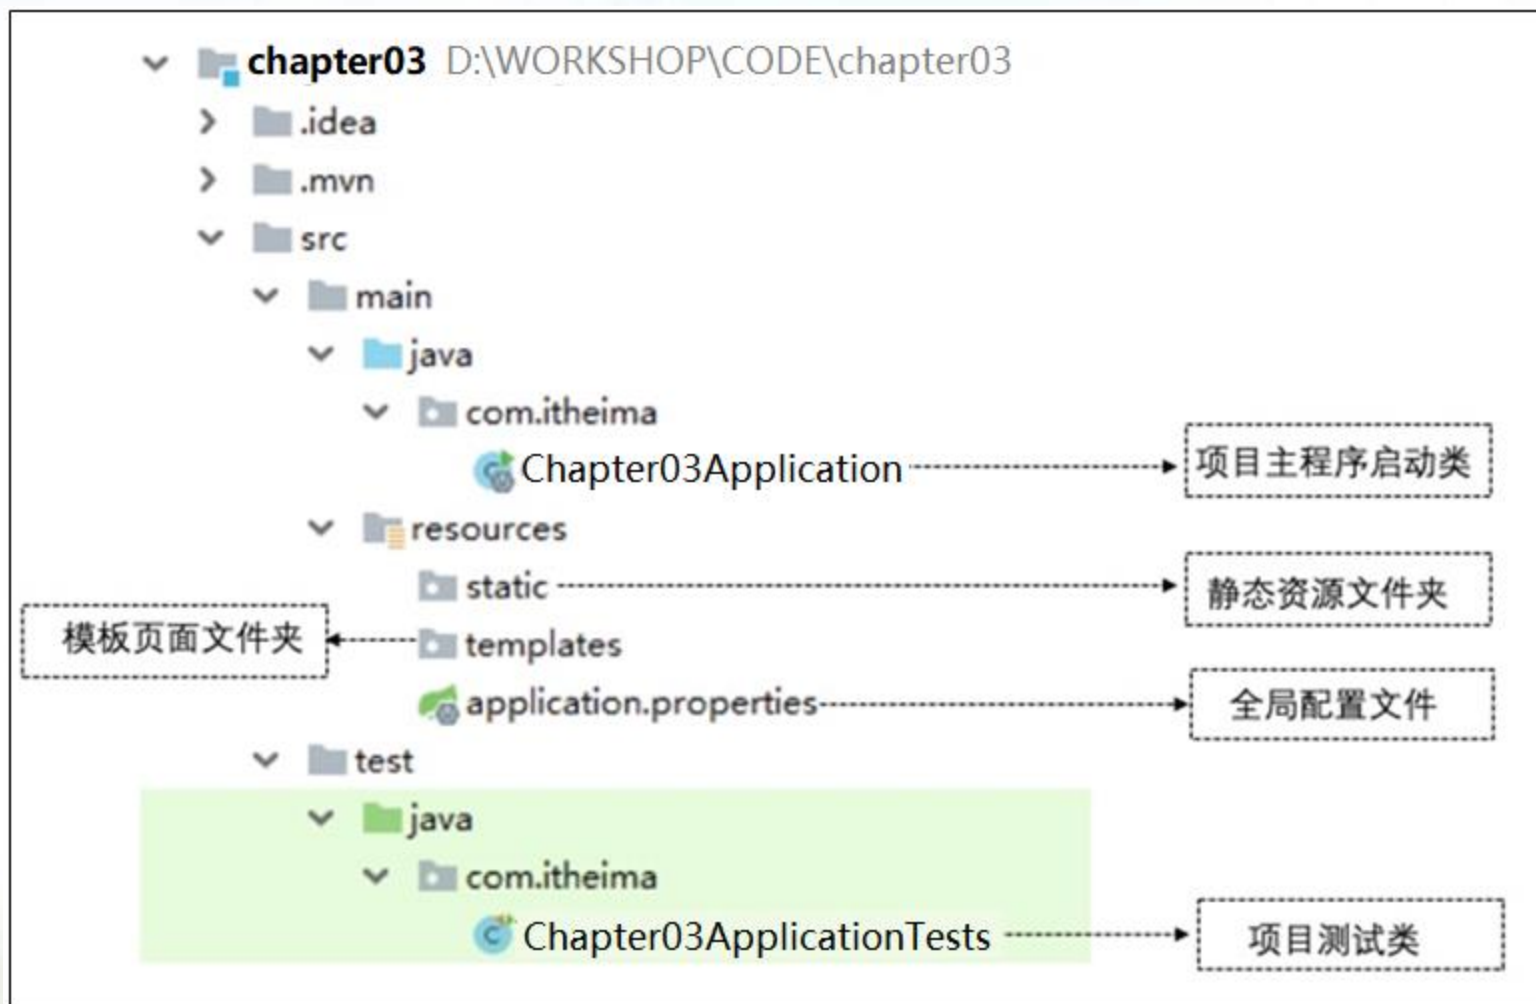 chapter03 D:\WORKSHOP\CODE\chapter03
.idea
.mvn
src
main
java
com.itheima
Chapter03Application 项目主程序启动类
resources
static 静态资源文件夹
模板页面文件夹 templates
application.properties 全局配置文件
test
java
com.itheima
Chapter03ApplicationTests 项目测试类